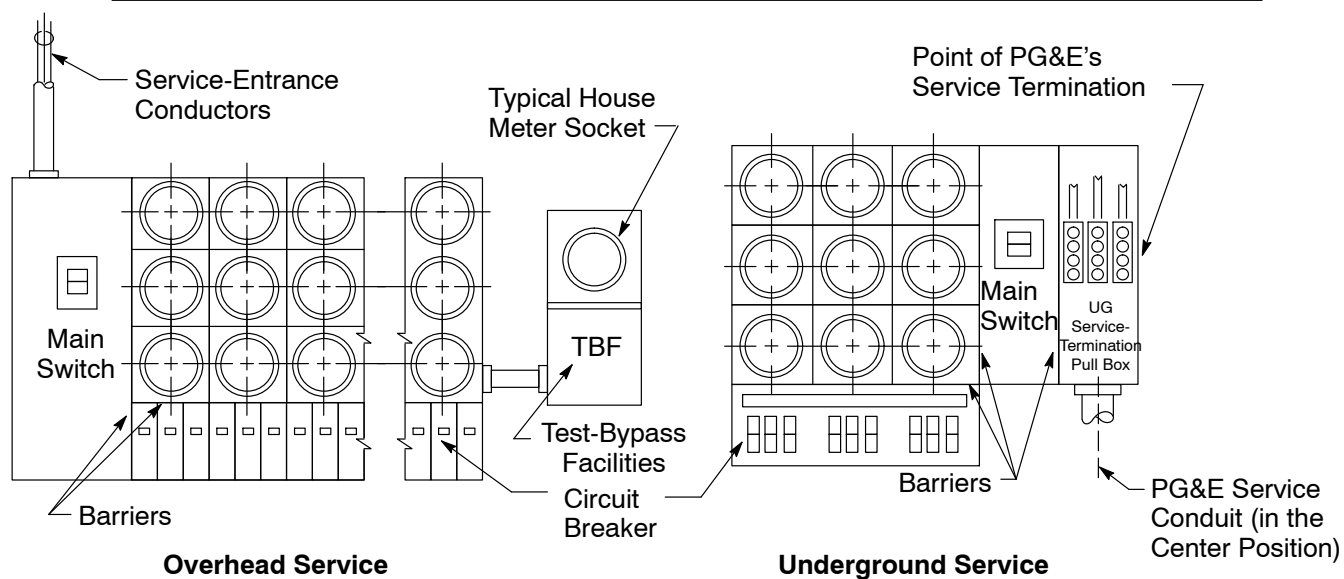 Service-Entrance
Conductors
Typical House
Meter Socket
Point of PG&E's
Service Termination
Main
Switch
TBF
Main
Switch
UG
Service-
Termination
Pull Box
Test-Bypass
Facilities
Barriers
Circuit
Breaker
Barriers
PG&E Service
Conduit (in the
Center Position)
Overhead Service
Underground Service